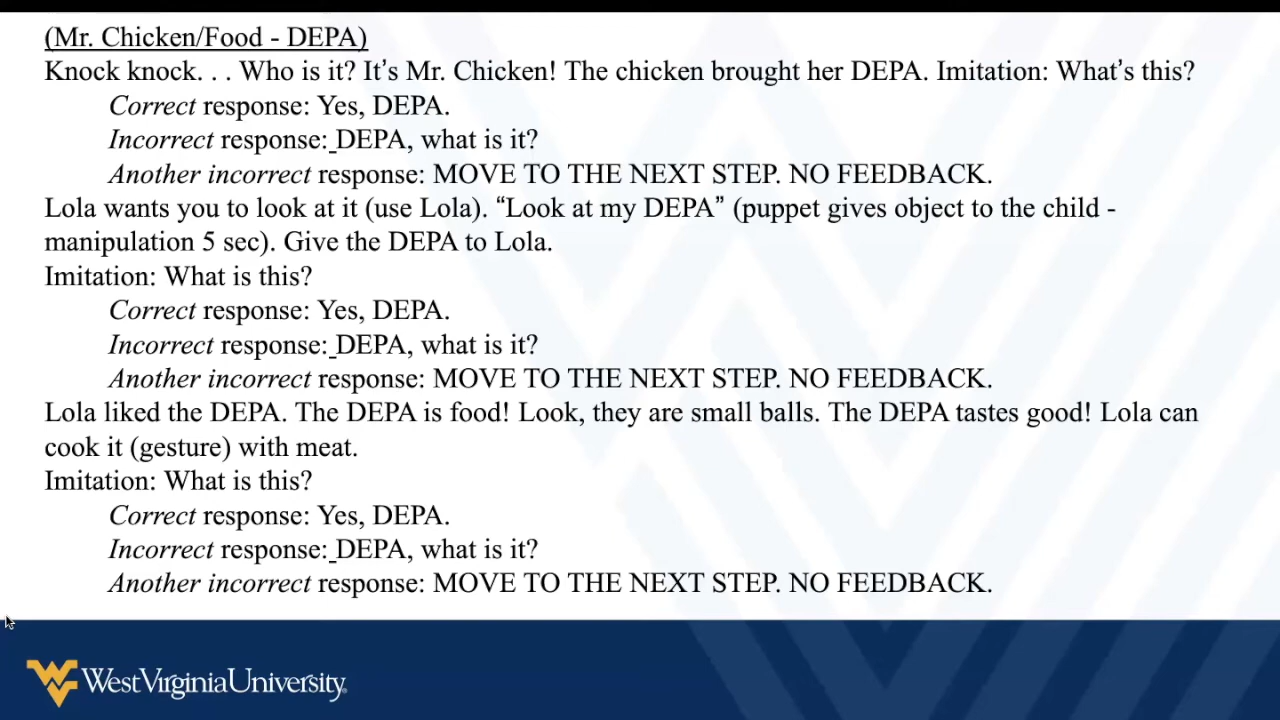 (Mr. Chicken/Food - DEPA)
Knock knock. . . Who is it? It’s Mr. Chicken! The chicken brought her DEPA. Imitation: What’s this?
Correct response: Yes, DEPA.
Incorrect response: DEPA, what is it?
Another incorrect response: MOVE TO THE NEXT STEP. NO FEEDBACK.
Lola wants you to look at it (use Lola). “Look at my DEPA” (puppet gives object to the child -
manipulation 5 sec). Give the DEPA to Lola.
Imitation: What is this?
Correct response: Yes, DEPA.
Incorrect response: DEPA, what is it?
Another incorrect response: MOVE TO THE NEXT STEP. NO FEEDBACK.
Lola liked the DEPA. The DEPA is food! Look, they are small balls. The DEPA tastes good! Lola can
cook it (gesture) with meat.
Imitation: What is this?
Correct response: Yes, DEPA.
Incorrect response: DEPA, what is it?
Another incorrect response: MOVE TO THE NEXT STEP. NO FEEDBACK.
WestVirginiaUniversity.